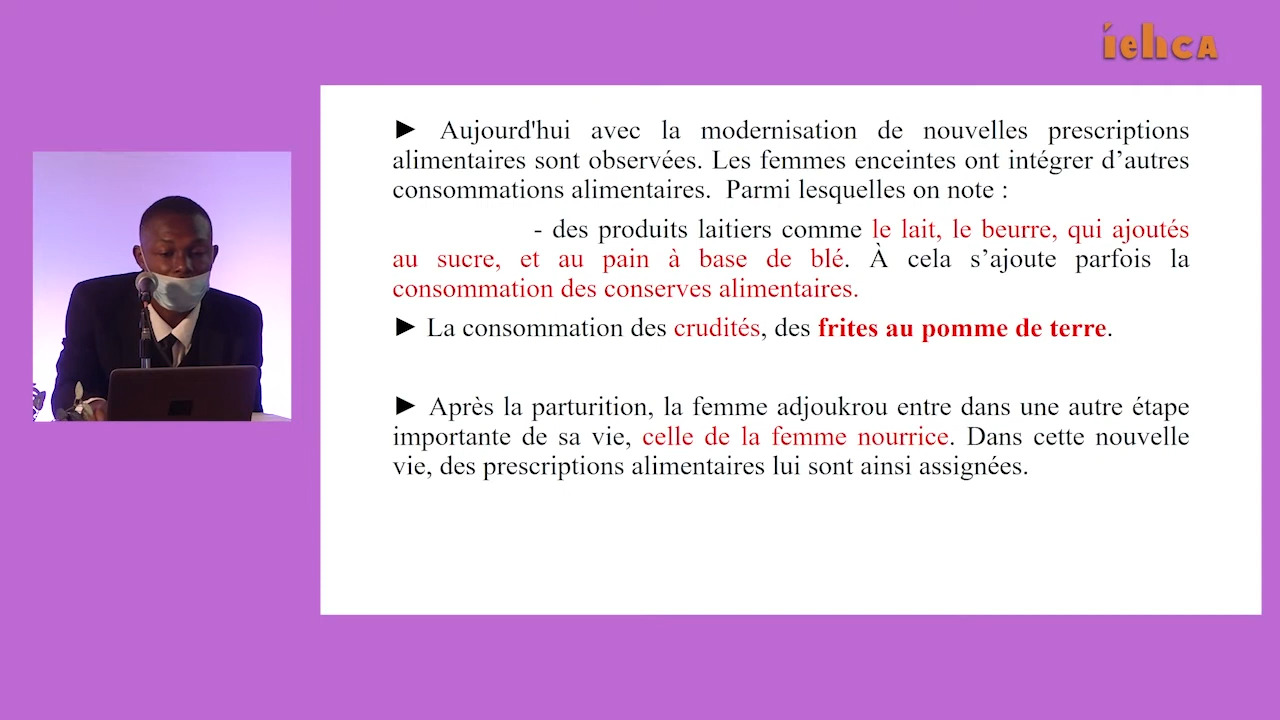 iehcA
► Aujourd'hui avec la modernisation de nouvelles prescriptions
alimentaires sont observées. Les femmes enceintes ont intégrer d’autres
consommations alimentaires. Parmi lesquelles on note :
- des produits laitiers comme le lait, le beurre, qui ajoutés
au sucre, et au pain à base de blé. À cela s’ajoute parfois la
consommation des conserves alimentaires.
► La consommation des crudités, des frites au pomme de terre.
► Après la parturition, la femme adjoukrou entre dans une autre étape
importante de sa vie, celle de la femme nourrice. Dans cette nouvelle
vie, des prescriptions alimentaires lui sont ainsi assignées.